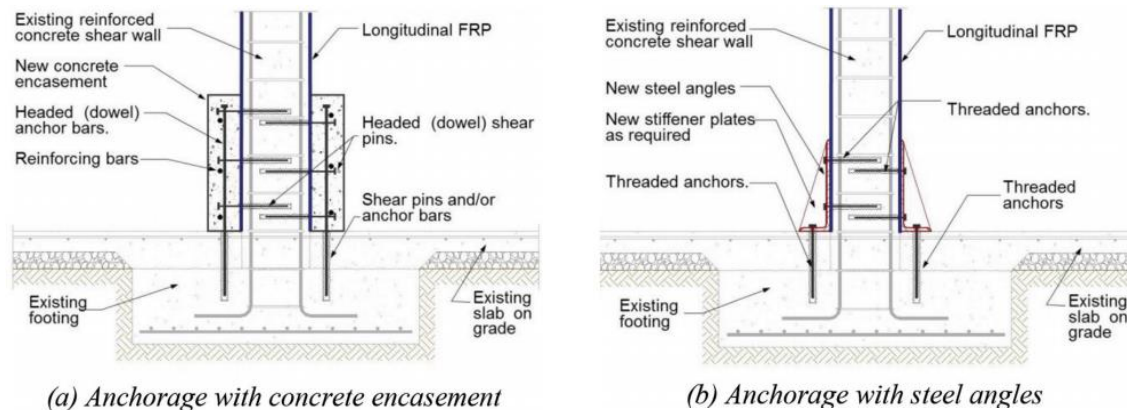 Existing reinforced
concrete shear wall
New concrete
encasement
Headed (dowel)
anchor bars.
Reinforcing bars
Existing
footing
Longitudinal FRP
Headed (dowel) shear
pins.
Shear pins and/or
anchor bars
Existing
slab on
grade
(a) Anchorage with concrete encasement
Existing reinforced
concrete shear wall
New steel angles
New stiffener plates
as required
Threaded anchors.
Existing
footing
Longitudinal FRP
Threaded anchors.
Threaded
anchors
Existing
slab on
grade
(b) Anchorage with steel angles